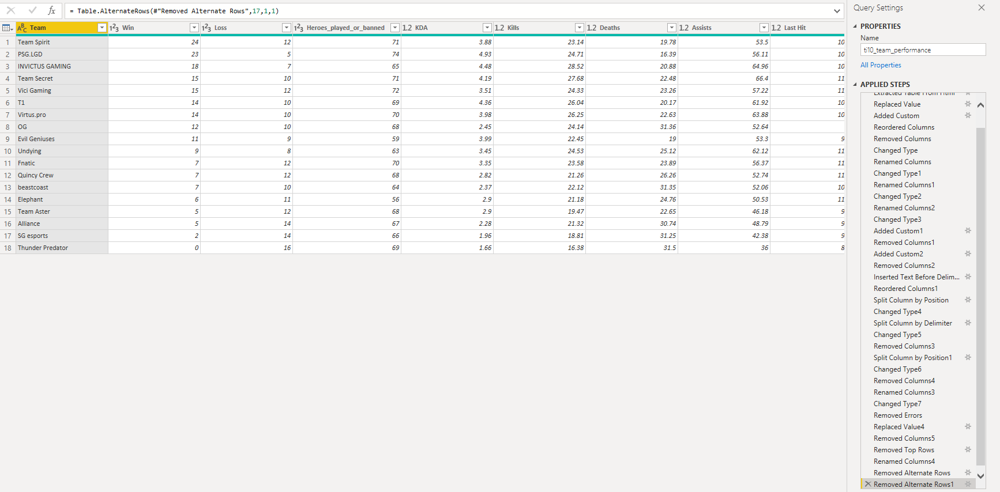 = Table.AlternateRows(#"Removed Alternate Rows",17,1,1)
Team Win Loss Heroes_played_or_banned 1.2 KDA 1.2 Kills 1.2 Deaths 1.2 Assists 1.2 Last Hit
1 Team Spirit 24 12 71 3.88 23.14 19.78 53.5 10
2 PSG.LGD 23 5 74 4.93 24.71 16.39 56.11 10
3 INVICTUS GAMING 18 7 65 4.48 28.52 20.88 64.96 10
4 Team Secret 15 10 71 4.19 27.68 22.48 66.4 11
5 Vici Gaming 15 12 72 3.51 24.33 23.26 57.22 11
6 T1 14 10 69 4.36 26.04 20.17 61.92 10
7 Virtus.pro 14 10 70 3.98 26.25 22.63 63.88 10
8 OG 12 10 68 2.45 24.14 31.36 52.64
9 Evil Geniuses 11 9 59 3.99 22.45 19 53.3 9
10 Undying 9 8 63 3.45 24.53 25.12 62.12 11
11 Fnatic 7 12 70 3.35 23.58 23.89 56.37 11
12 Quincy Crew 7 12 68 2.82 21.26 26.26 52.74 11
13 beastcoast 7 10 64 2.37 22.12 31.35 52.06 10
14 Elephant 6 11 56 2.9 21.18 24.76 50.53 11
15 Team Aster 5 12 68 2.9 19.47 22.65 46.18 9
16 Alliance 5 14 67 2.28 21.32 30.74 48.79 9
17 SG esports 2 14 66 1.96 18.81 31.25 42.38 9
18 Thunder Predator 0 16 69 1.66 16.38 31.5 36 8
Query Settings
PROPERTIES
Name
ti10_team_performance
All Properties
APPLIED STEPS
Extracted Table From Html
Replaced Value
Added Custom
Reordered Columns
Removed Columns
Changed Type
Renamed Columns
Changed Type1
Renamed Columns1
Changed Type2
Renamed Columns2
Changed Type3
Added Custom1
Removed Columns1
Added Custom2
Removed Columns2
Inserted Text Before Delim...
Reordered Columns1
Split Column by Position
Changed Type4
Split Column by Delimiter
Changed Type5
Removed Columns3
Split Column by Position1
Changed Type6
Removed Columns4
Renamed Columns3
Changed Type7
Removed Errors
Replaced Value4
Removed Columns5
Removed Top Rows
Renamed Columns4
Removed Alternate Rows
Removed Alternate Rows1